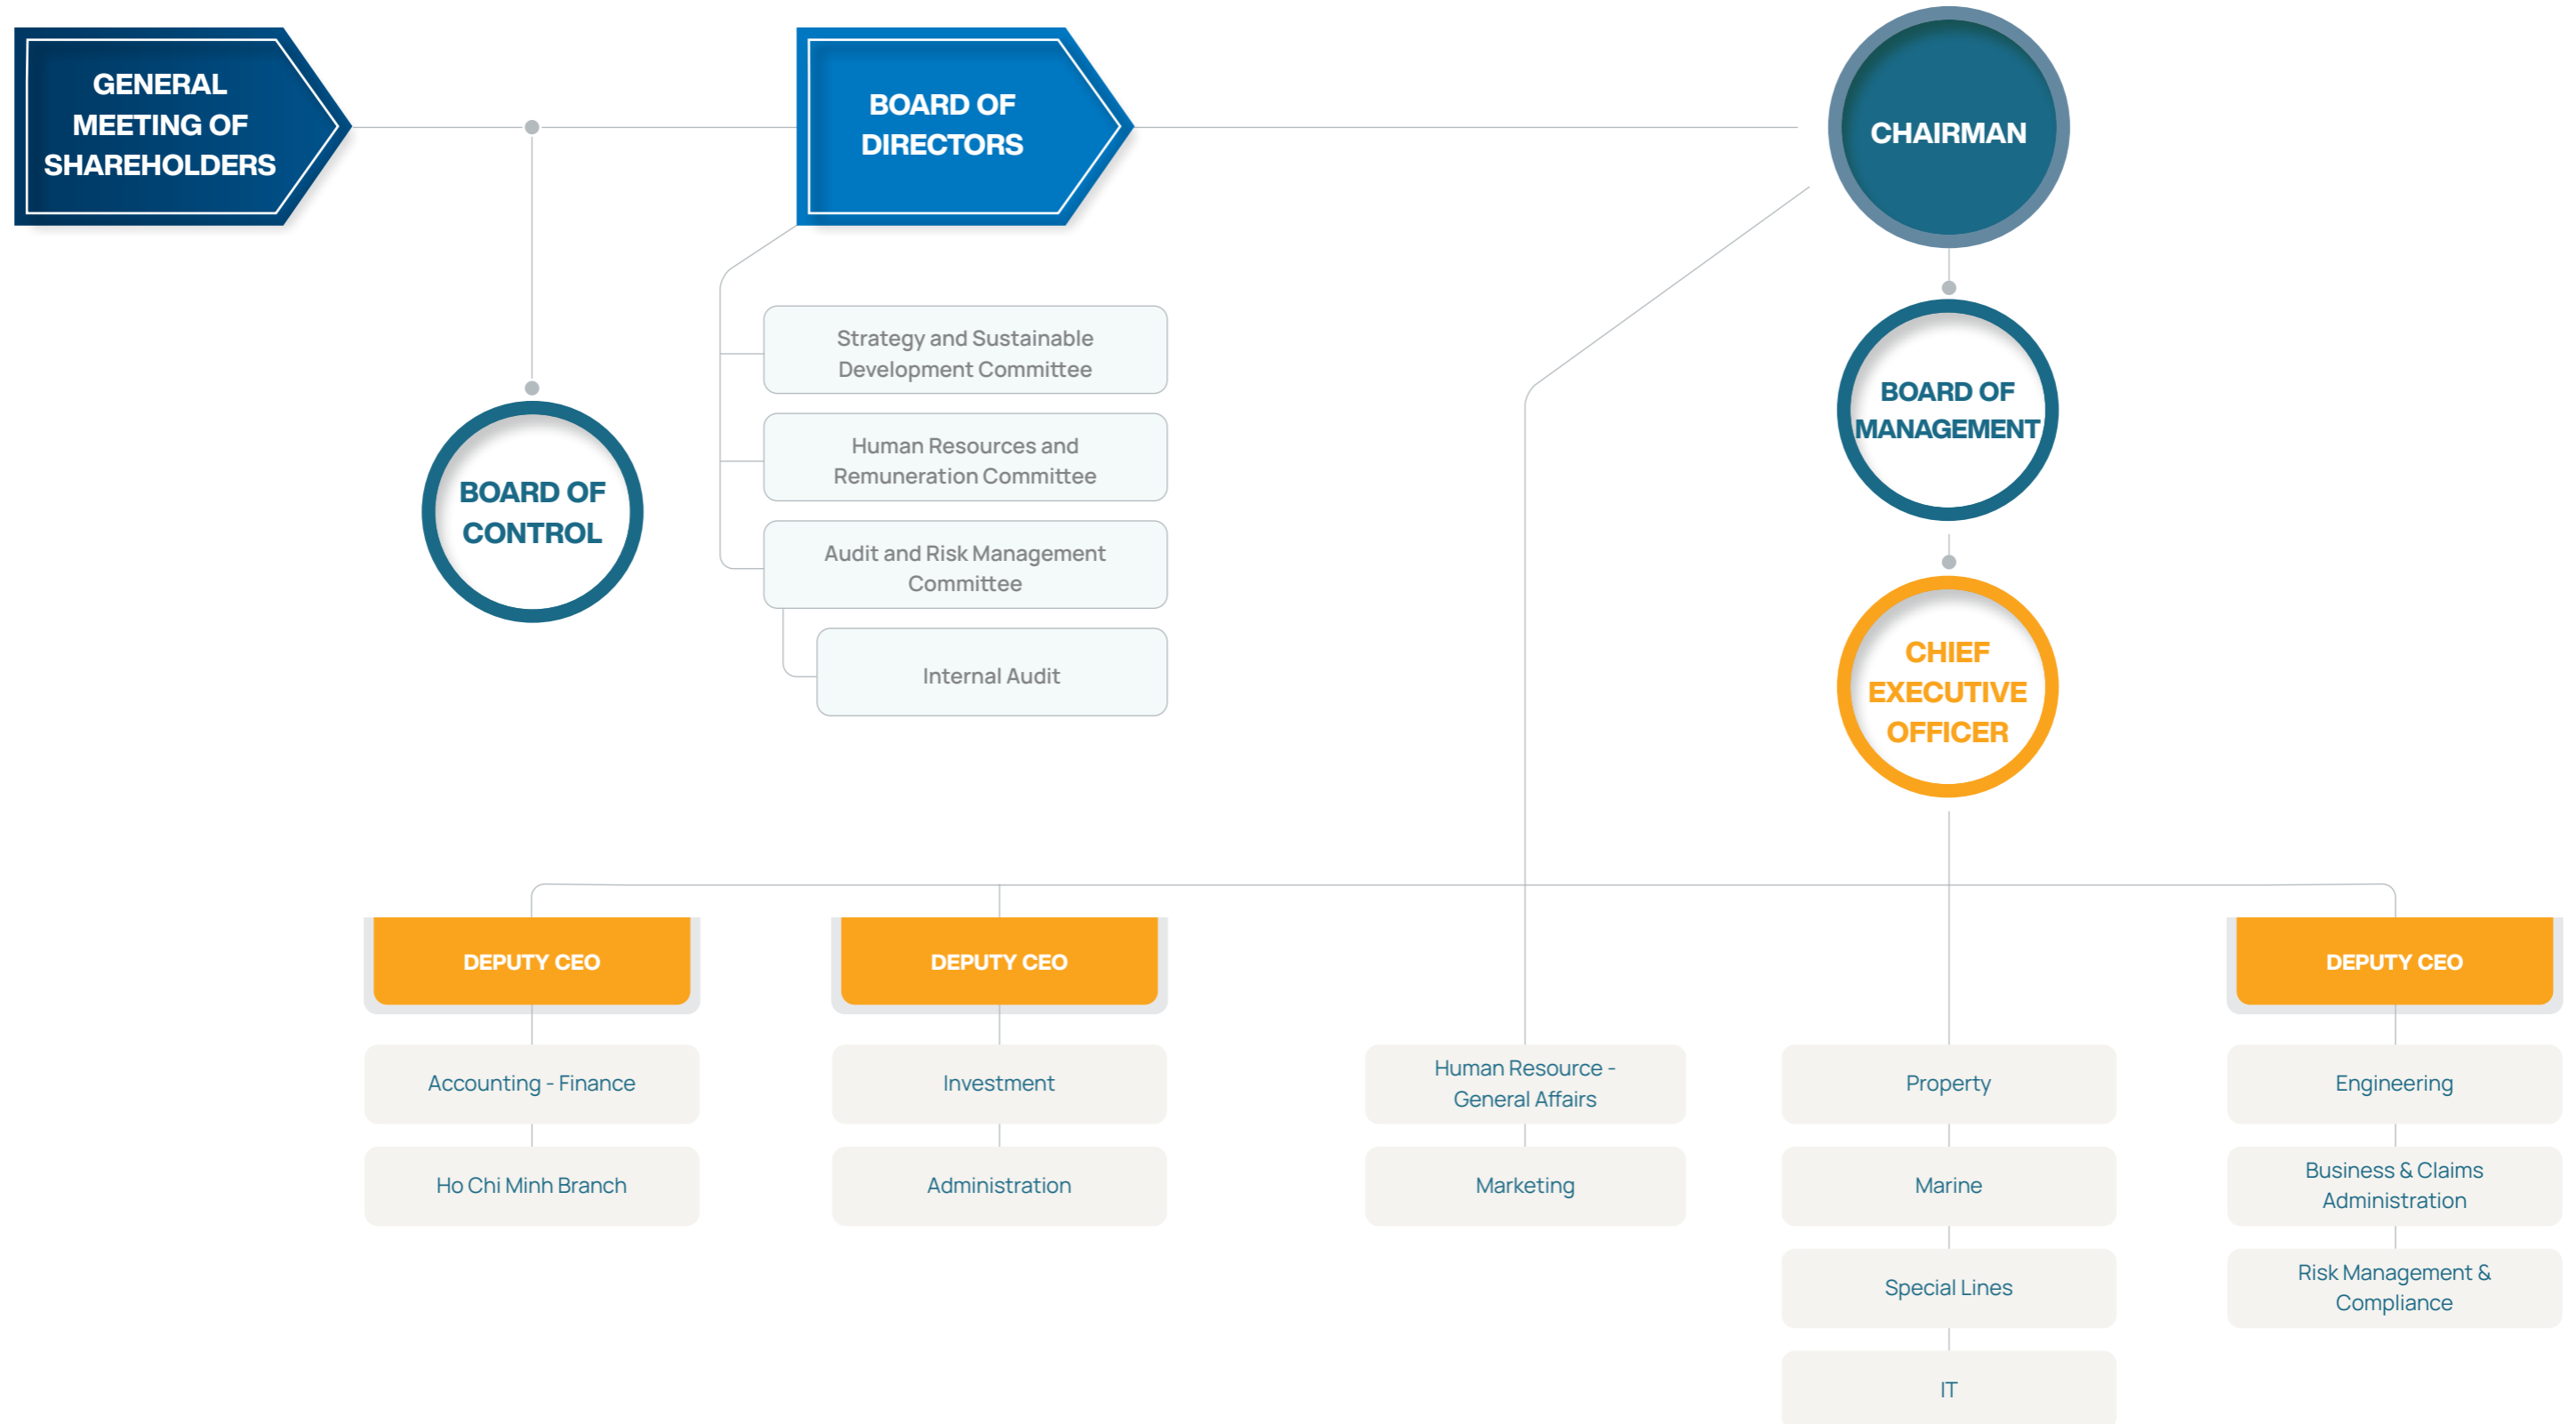 GENERAL
MEETING OF
SHAREHOLDERS
BOARD OF
DIRECTORS
CHAIRMAN
Strategy and Sustainable
Development Committee
Human Resources and
Remuneration Committee
Audit and Risk Management
Committee
Internal Audit
BOARD OF
CONTROL
BOARD OF
MANAGEMENT
CHIEF
EXECUTIVE
OFFICER
DEPUTY CEO
Accounting - Finance
Ho Chi Minh Branch
DEPUTY CEO
Investment
Administration
Human Resource -
General Affairs
Marketing
Property
Marine
Special Lines
IT
DEPUTY CEO
Engineering
Business & Claims
Administration
Risk Management &
Compliance